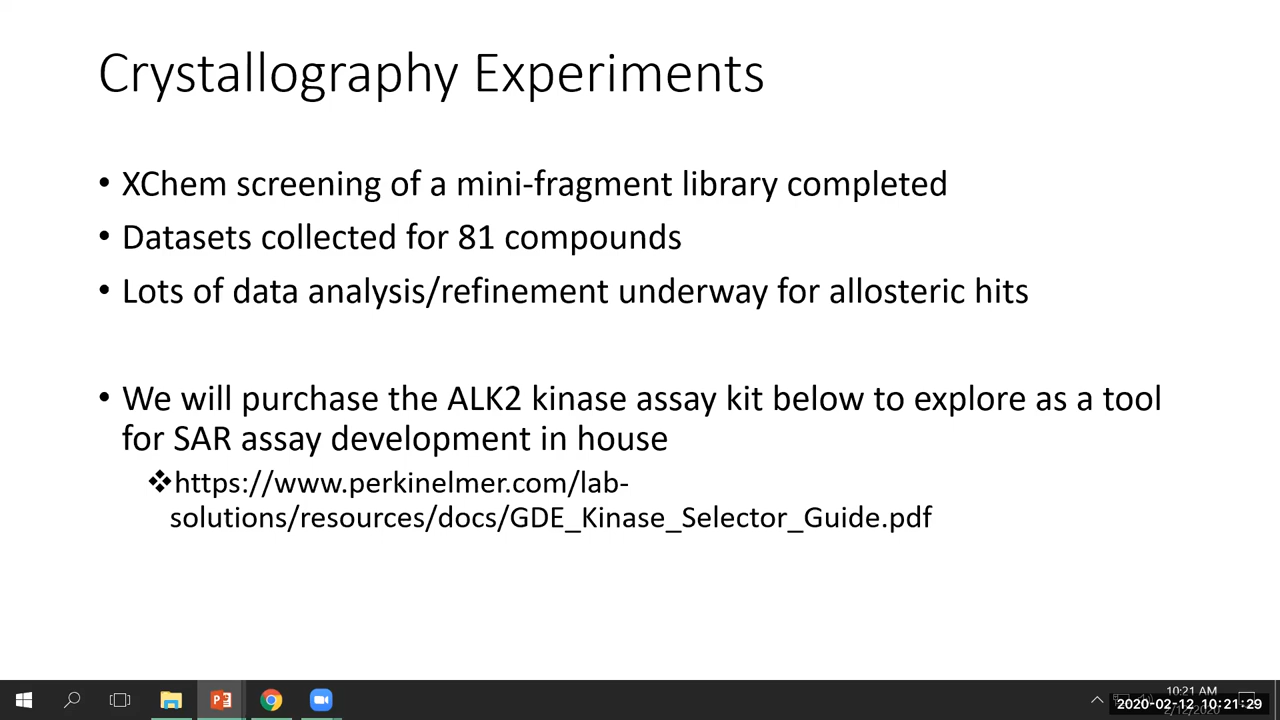 Crystallography Experiments
• XChem screening of a mini-fragment library completed
• Datasets collected for 81 compounds
• Lots of data analysis/refinement underway for allosteric hits
• We will purchase the ALK2 kinase assay kit below to explore as a tool
for SAR assay development in house
❖https://www.perkinelmer.com/lab-
solutions/resources/docs/GDE_Kinase_Selector_Guide.pdf
10:21 AM
2020-02-12 10:21:29
2/12/2020